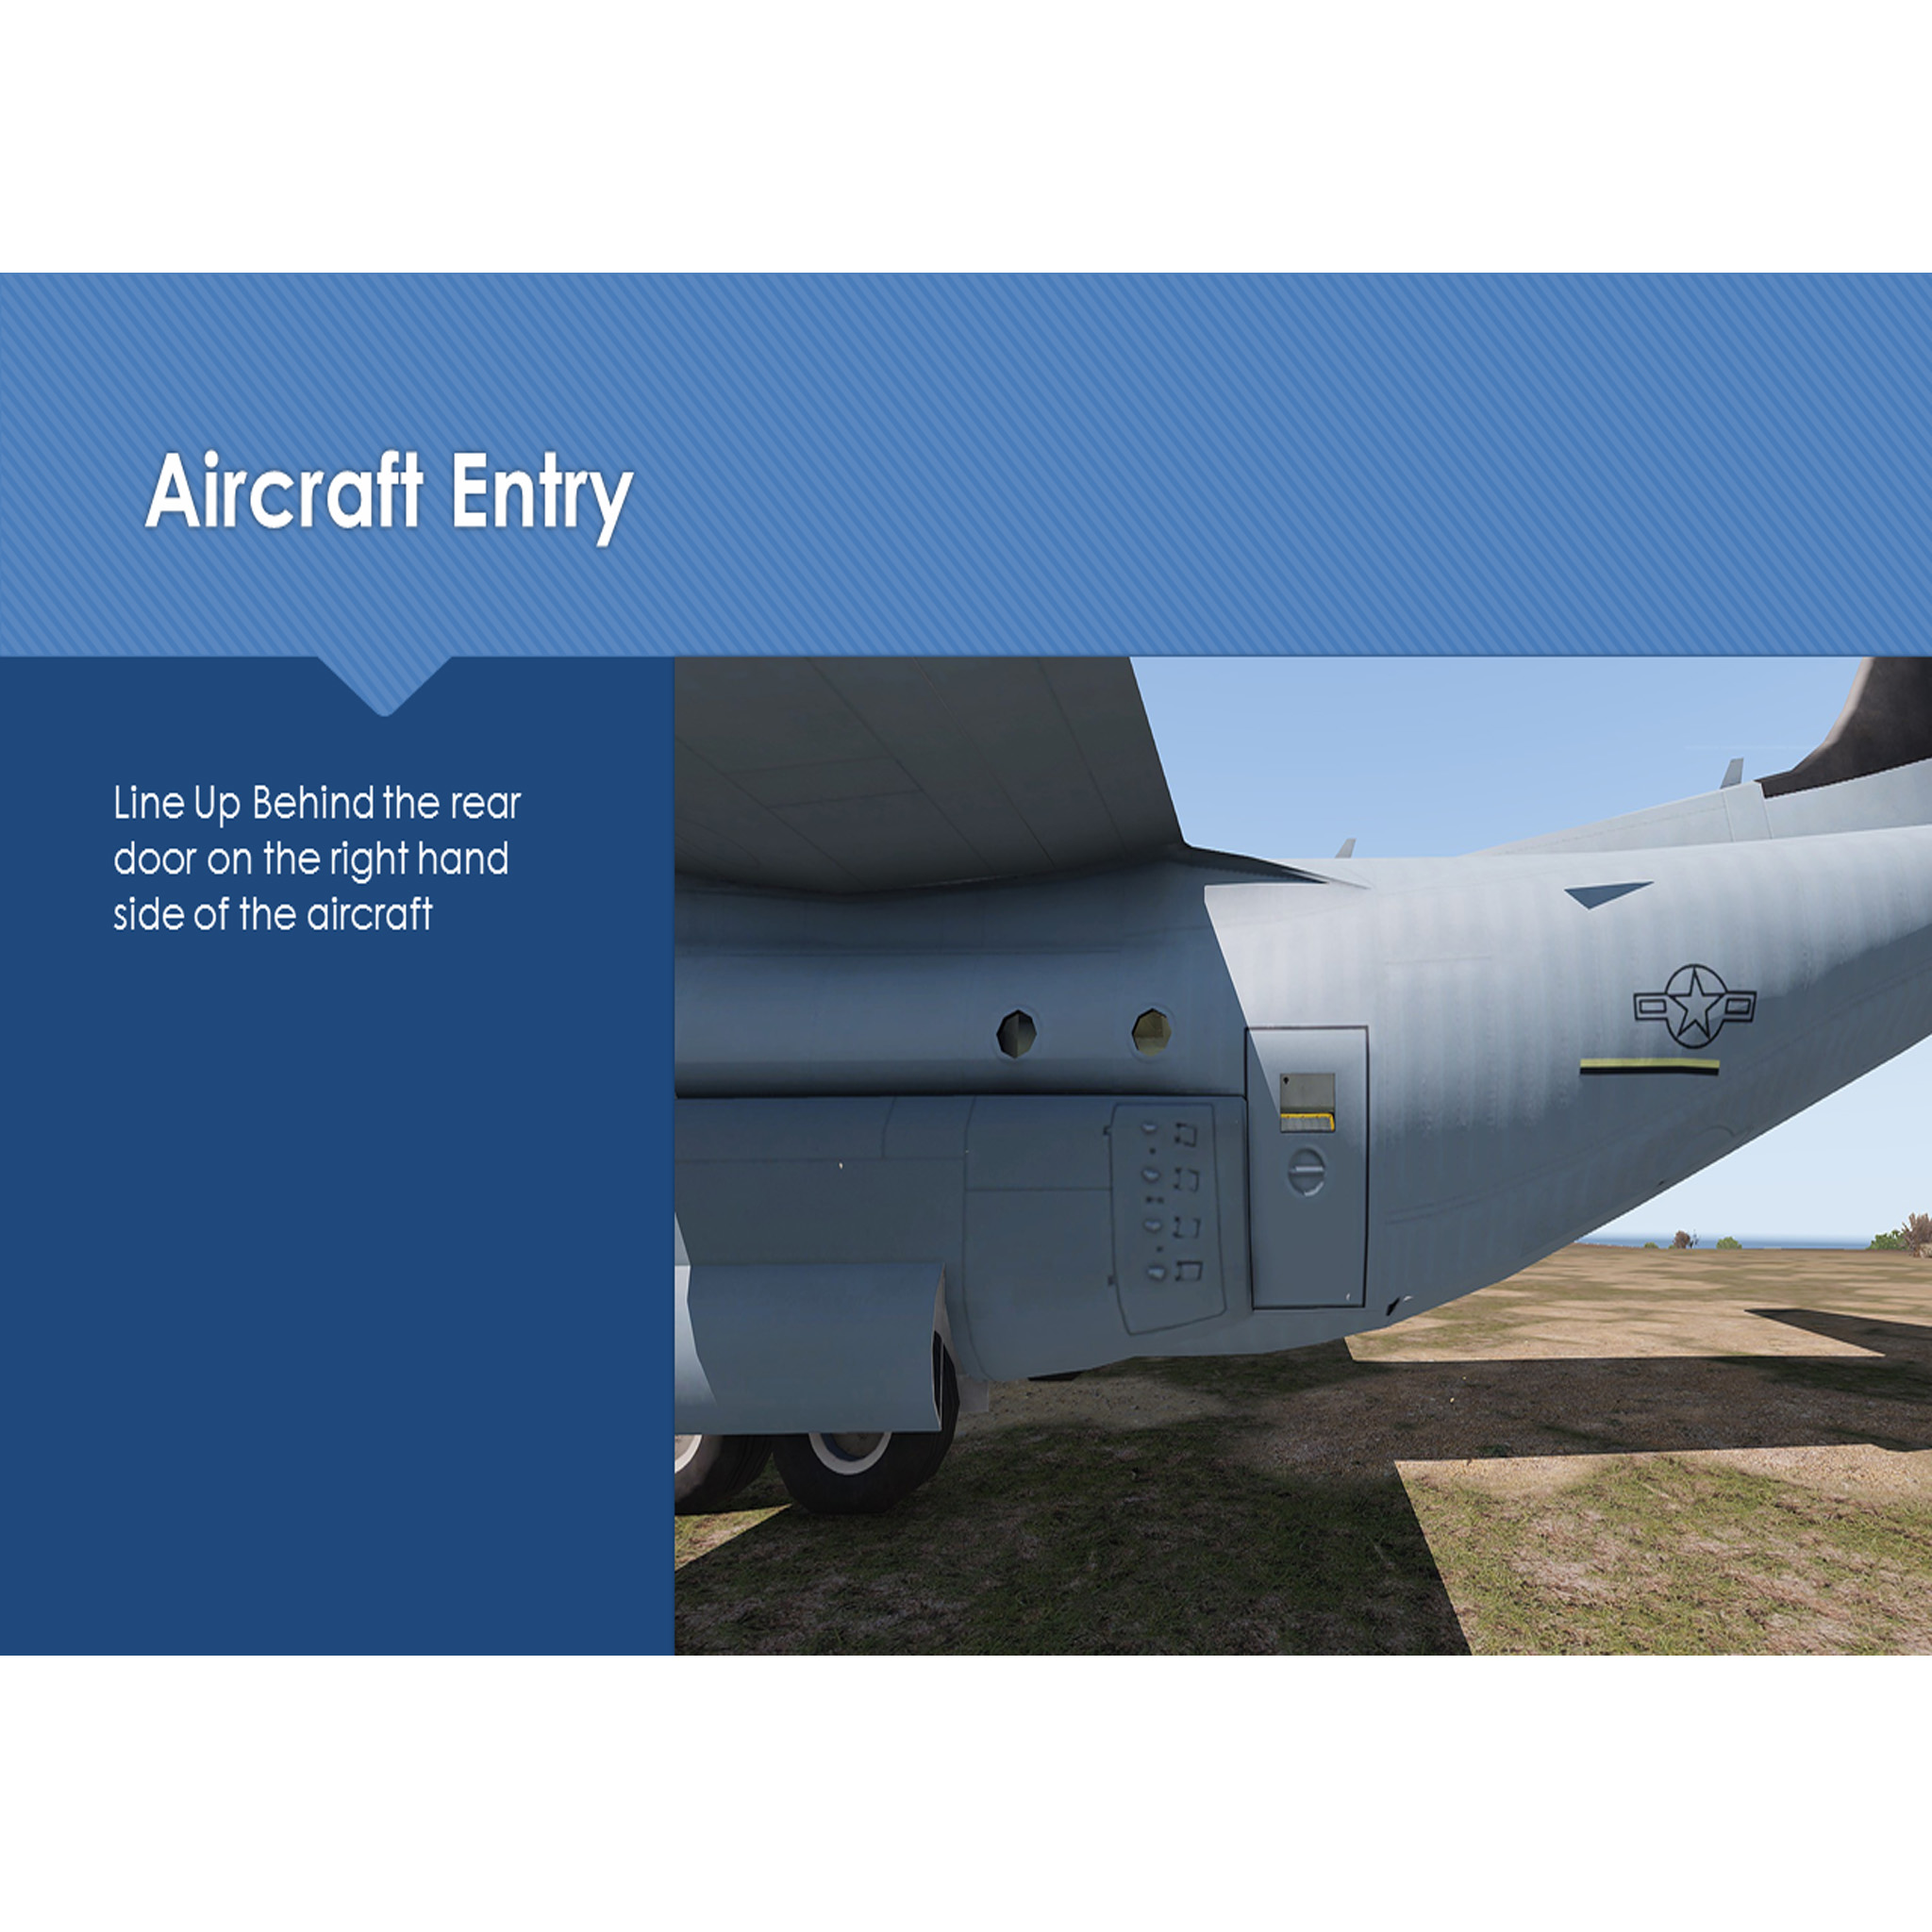 Aircraft Entry
Line Up Behind the rear
door on the right hand
side of the aircraft